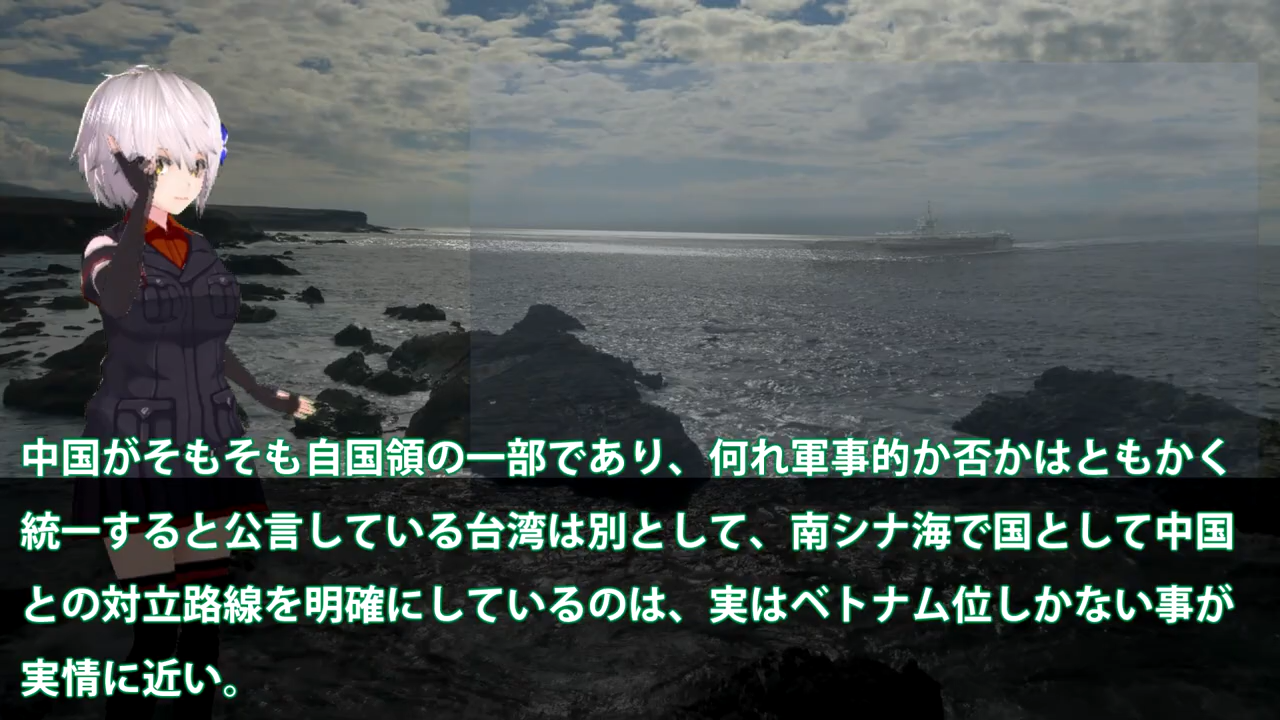 中国がそもそも自国領の一部であり、何れ軍事的か否かはともかく
統一すると公言している台湾は別として、南シナ海で国として中国
との対立路線を明確にしているのは、実はベトナム位しかない事が
実情に近い。